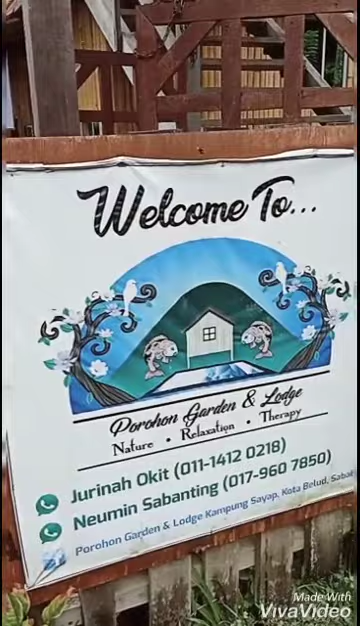 Welcome To...
Porohon Garden & Lodge
Nature • Relaxation • Therapy
Jurinah Okit (011-1412 0218)
Neumin Sabanting (017-960 7850)
Porohon Garden & Lodge Kampung Sayap, Kota Belud, Sabah
Made With
VivaVideo